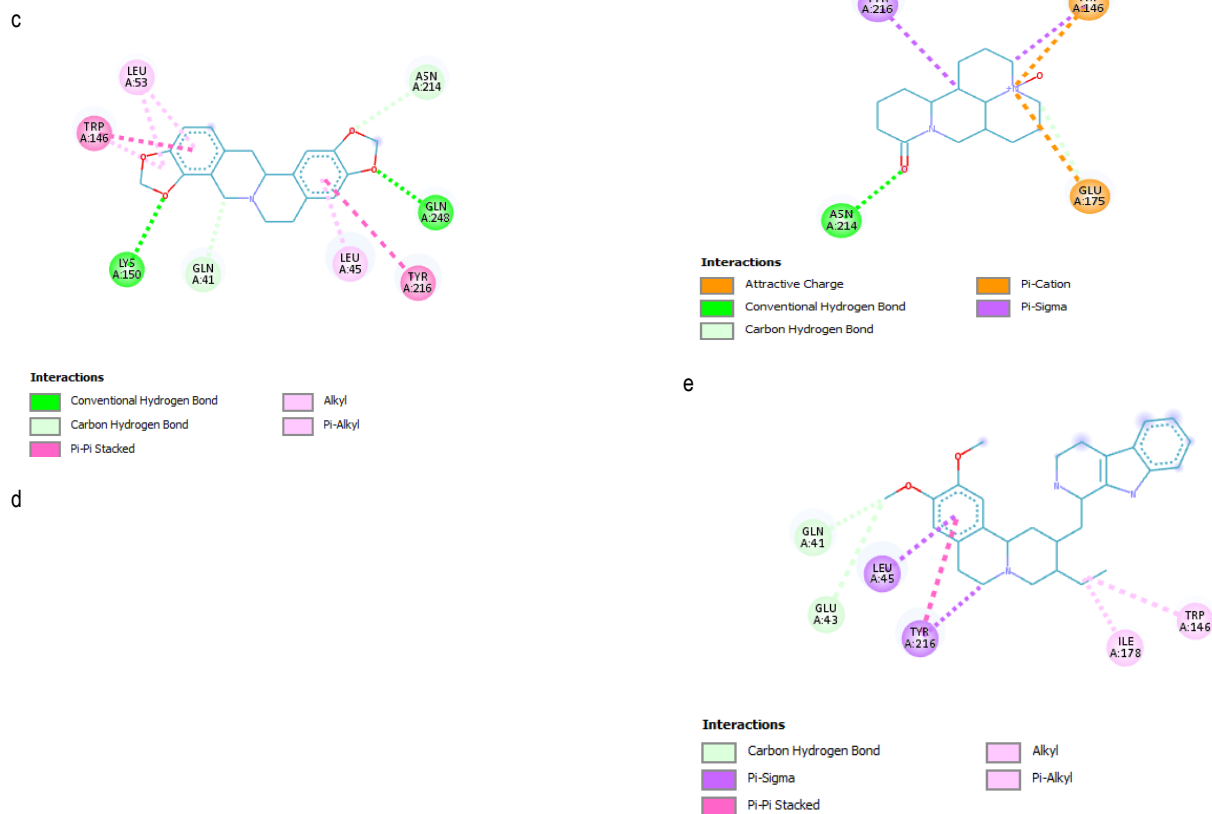 c
LEU
A:53
ASN
A:214
TRP
A:146
O
O
O
O
N
GLN
A:248
LYS
A:150
GLN
A:41
LEU
A:45
TYR
A:216
Interactions
Conventional Hydrogen Bond
Carbon Hydrogen Bond
Pi-Pi Stacked
Alkyl
Pi-Alkyl
A:216
A:146
O
+N
N
O
GLU
A:175
ASN
A:214
Interactions
Attractive Charge
Conventional Hydrogen Bond
Carbon Hydrogen Bond
Pi-Cation
Pi-Sigma
d
e
O
O
N
N
N
GLN
A:41
LEU
A:45
GLU
A:43
TYR
A:216
ILE
A:178
TRP
A:146
Interactions
Carbon Hydrogen Bond
Pi-Sigma
Pi-Pi Stacked
Alkyl
Pi-Alkyl